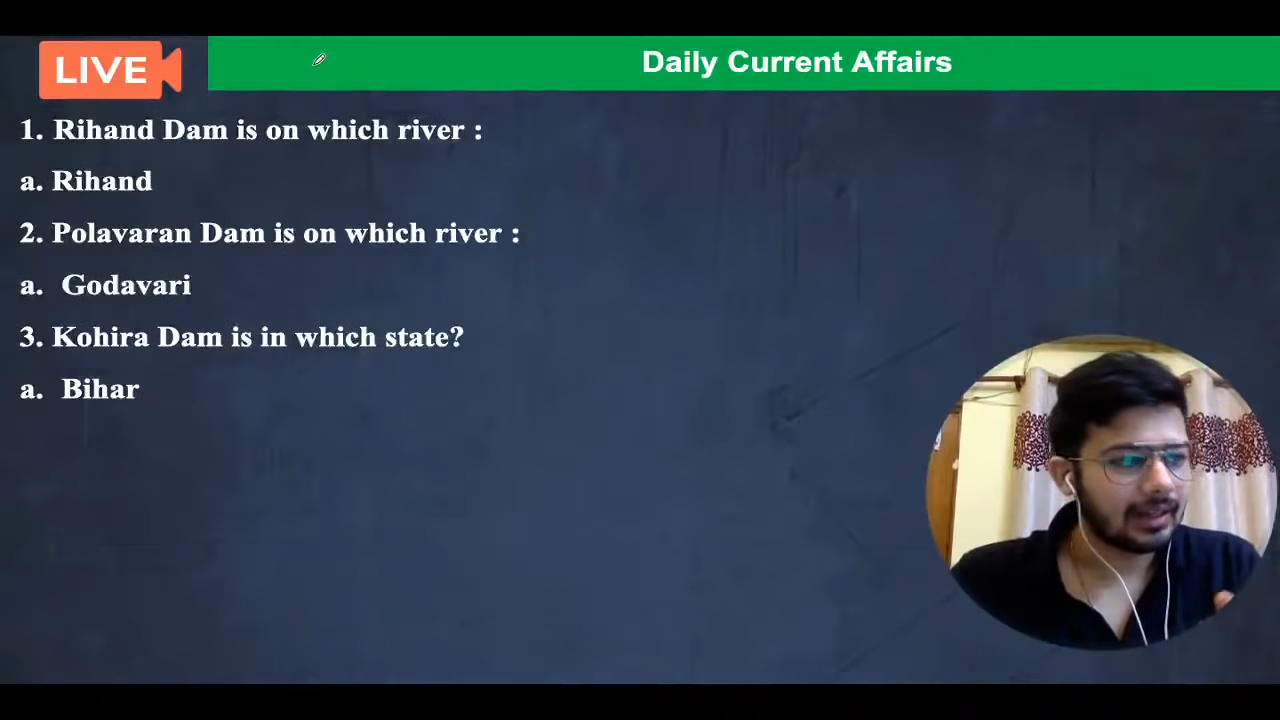 LIVE
Daily Current Affairs
1. Rihand Dam is on which river :
a. Rihand
2. Polavaran Dam is on which river :
a. Godavari
3. Kohira Dam is in which state?
a. Bihar